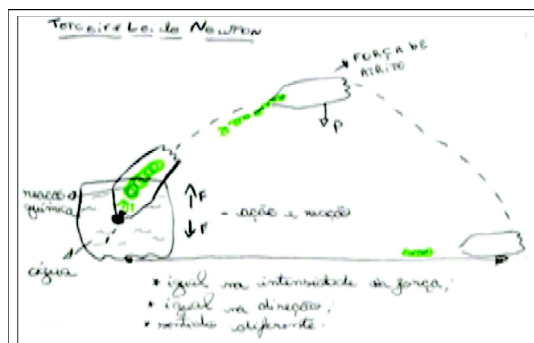 Terceira Lei de Newton
FORÇA DE
ATRITO
P
reação
química
F
- ação e reação
F
água
* igual na intensidade da força;
* igual na direção;
* sentido diferente.